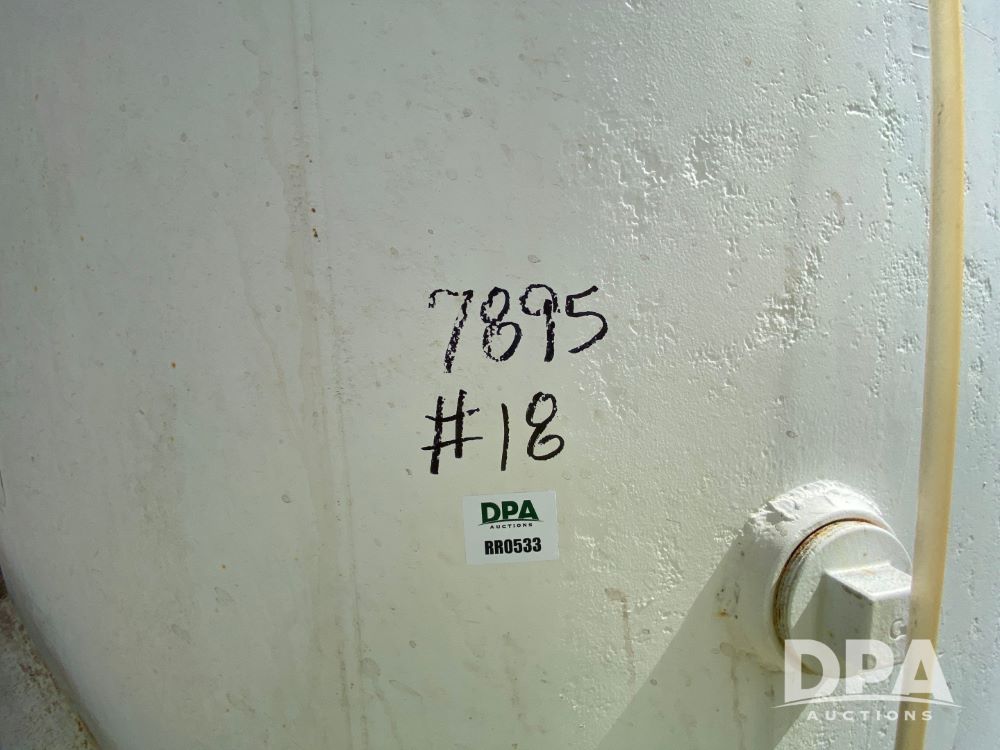 7895
#18
DPA
AUCTIONS
RR0533
DPA
AUCTIONS